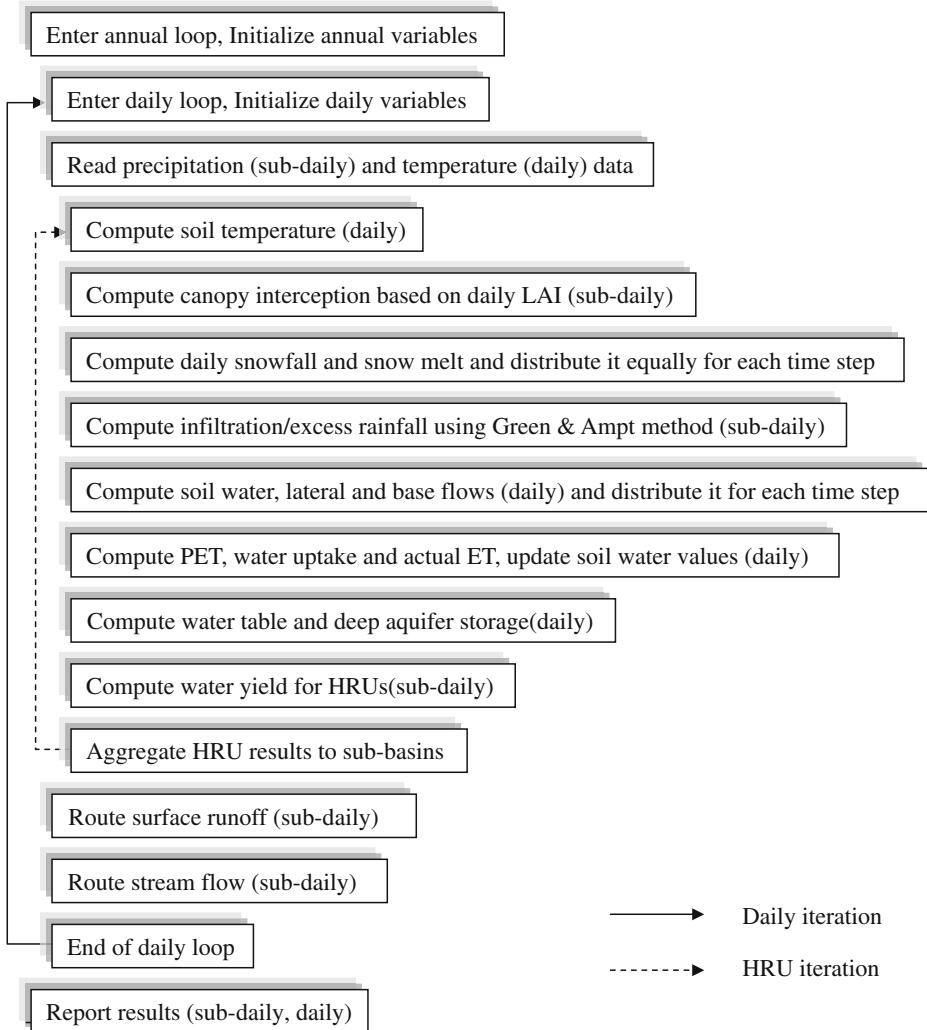 Enter annual loop, Initialize annual variables
Enter daily loop, Initialize daily variables
Read precipitation (sub-daily) and temperature (daily) data
Compute soil temperature (daily)
Compute canopy interception based on daily LAI (sub-daily)
Compute daily snowfall and snow melt and distribute it equally for each time step
Compute infiltration/excess rainfall using Green & Ampt method (sub-daily)
Compute soil water, lateral and base flows (daily) and distribute it for each time step
Compute PET, water uptake and actual ET, update soil water values (daily)
Compute water table and deep aquifer storage(daily)
Compute water yield for HRUs(sub-daily)
Aggregate HRU results to sub-basins
Route surface runoff (sub-daily)
Route stream flow (sub-daily)
End of daily loop
Report results (sub-daily, daily)
Daily iteration
HRU iteration